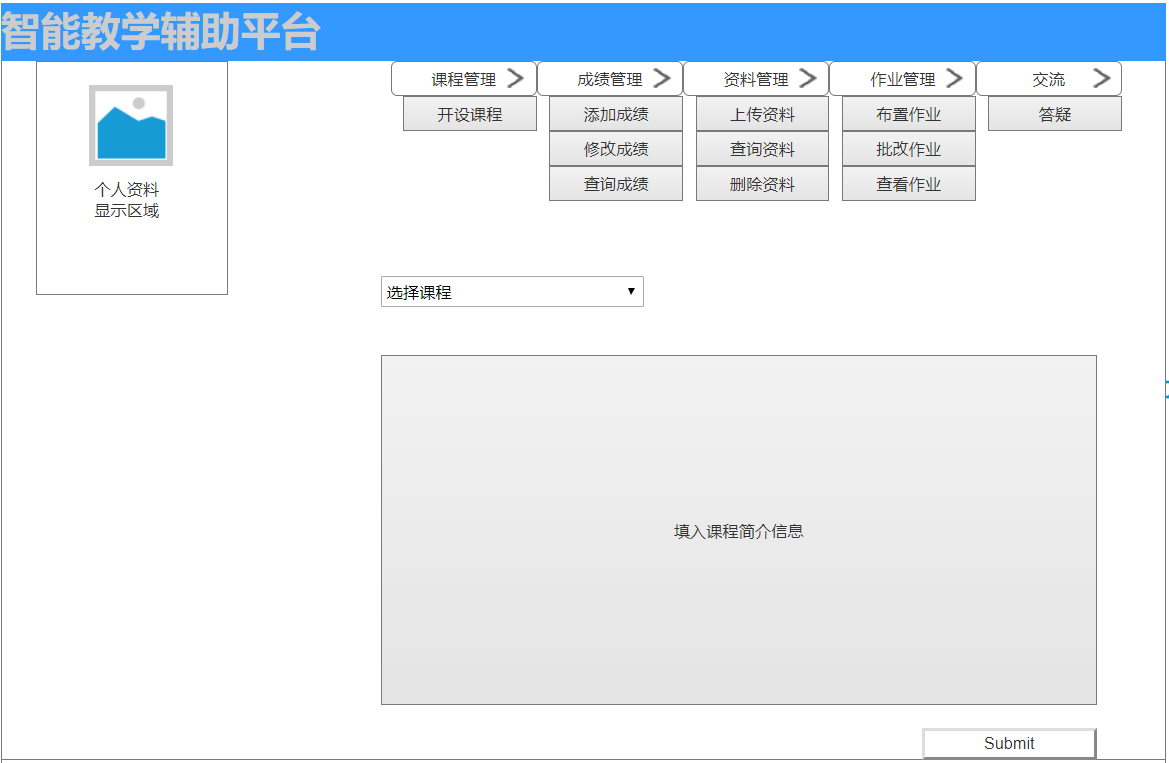 智能教学辅助平台
个人资料
显示区域
课程管理
成绩管理
资料管理
作业管理
交流
开设课程
添加成绩
上传资料
布置作业
答疑
修改成绩
查询资料
批改作业
查询成绩
删除资料
查看作业
选择课程
填入课程简介信息
Submit